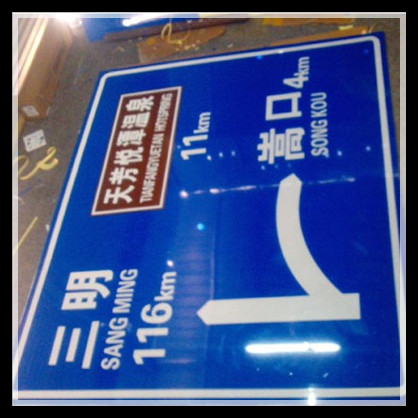 三明
SANG MING
116km
天芳悦潭温泉
TIANFANGYUETAN HOTSPRING
11km
嵩口 4km
SONG KOU